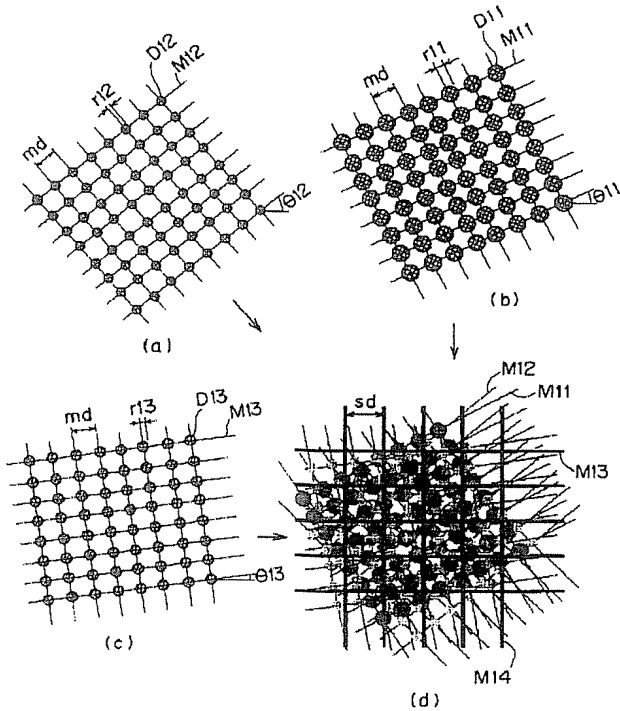 D12
M12
r12
md
θ12
(a)
D11
M11
r11
md
θ11
(b)
D13
M13
r13
md
θ13
(c)
M12
M11
sd
M13
M14
(d)